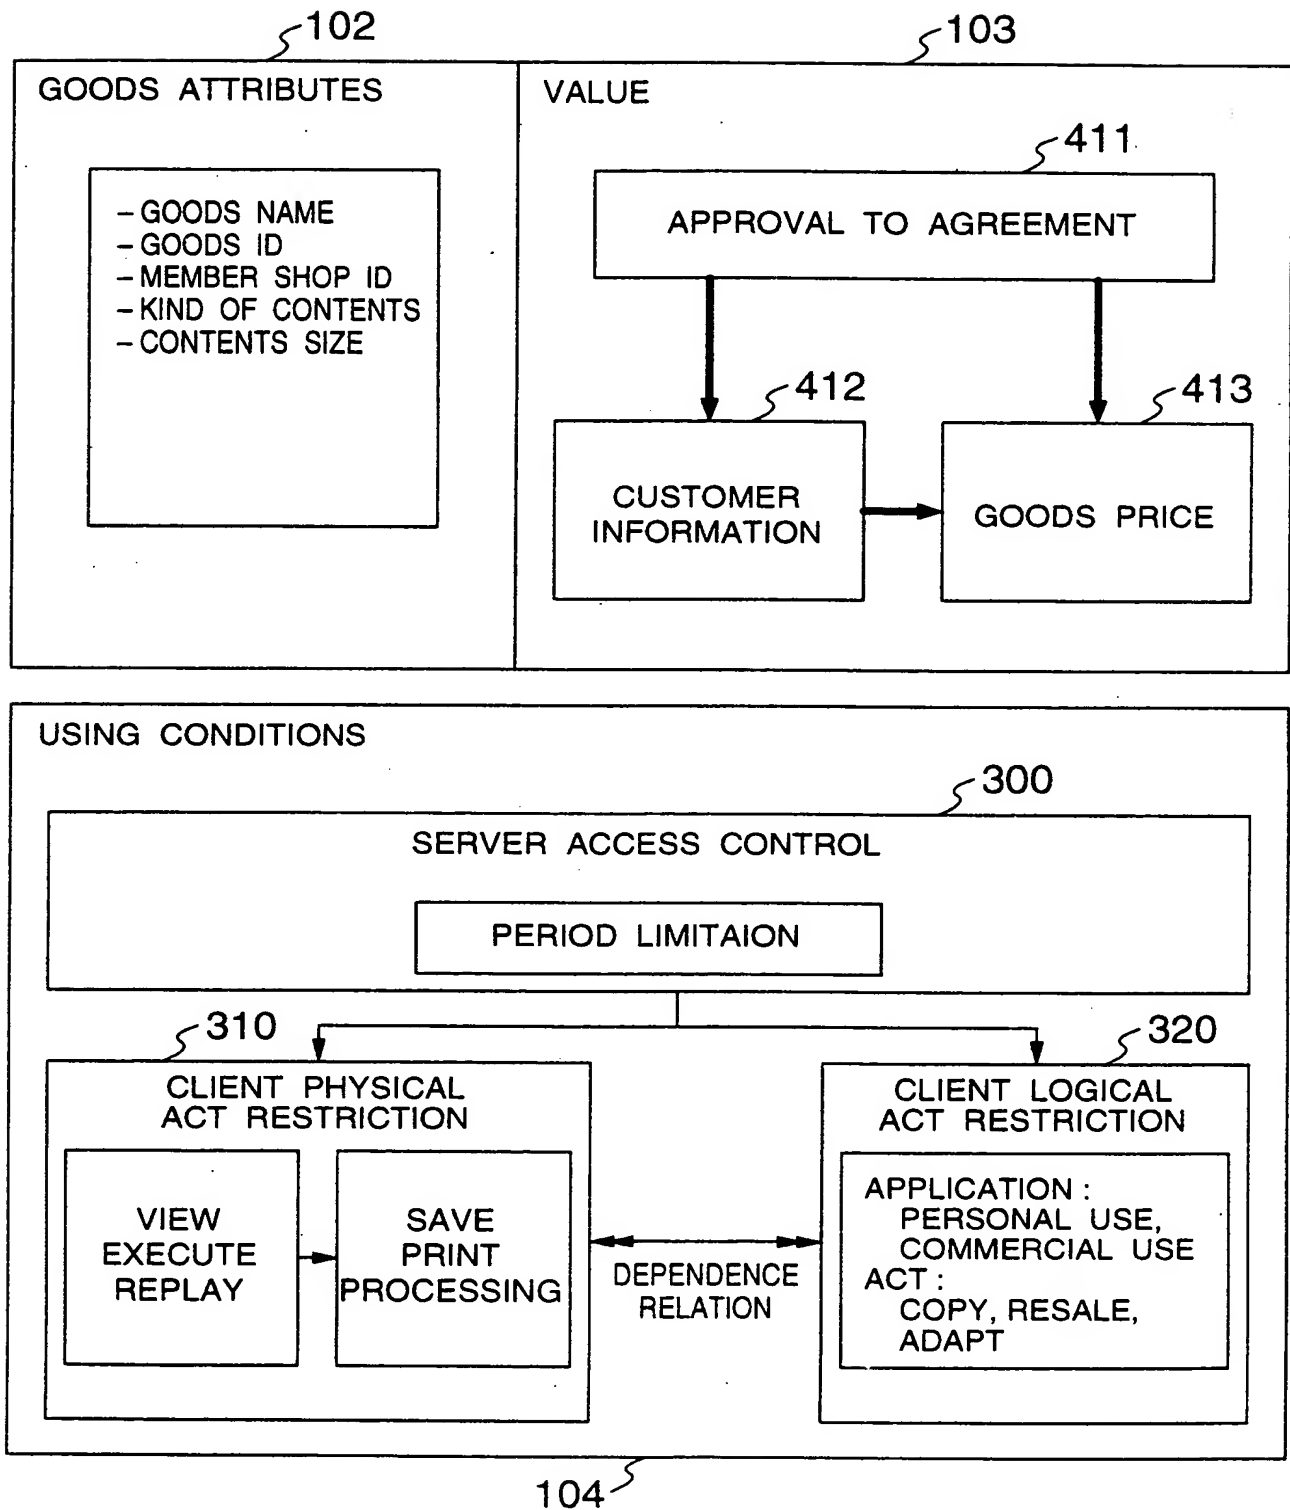 102
GOODS ATTRIBUTES
– GOODS NAME
– GOODS ID
– MEMBER SHOP ID
– KIND OF CONTENTS
– CONTENTS SIZE
103
VALUE
411
APPROVAL TO AGREEMENT
412
CUSTOMER
INFORMATION
413
GOODS PRICE
USING CONDITIONS
300
SERVER ACCESS CONTROL
PERIOD LIMITAION
310
CLIENT PHYSICAL
ACT RESTRICTION
VIEW
EXECUTE
REPLAY
SAVE
PRINT
PROCESSING
DEPENDENCE
RELATION
320
CLIENT LOGICAL
ACT RESTRICTION
APPLICATION :
PERSONAL USE,
COMMERCIAL USE
ACT :
COPY, RESALE,
ADAPT
104